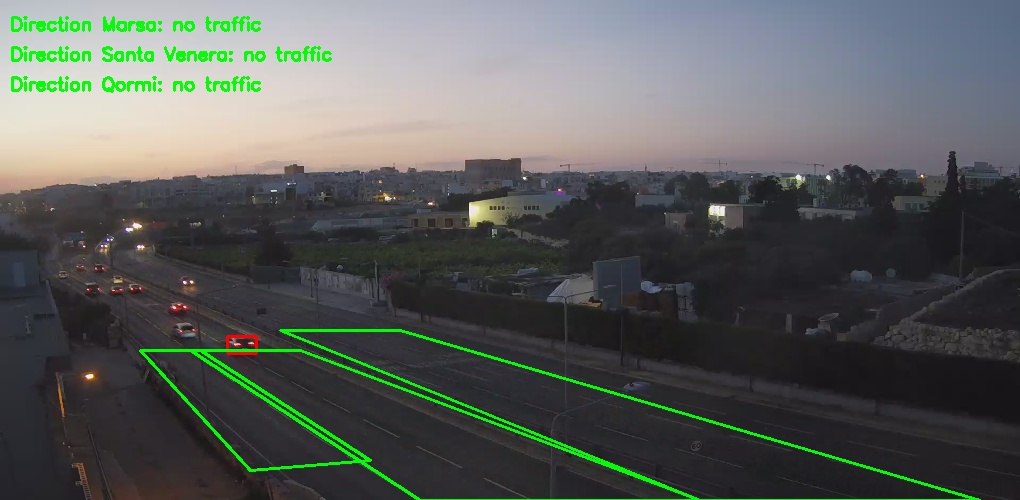 Direction Marsa: no traffic
Direction Santa Venera: no traffic
Direction Qormi: no traffic